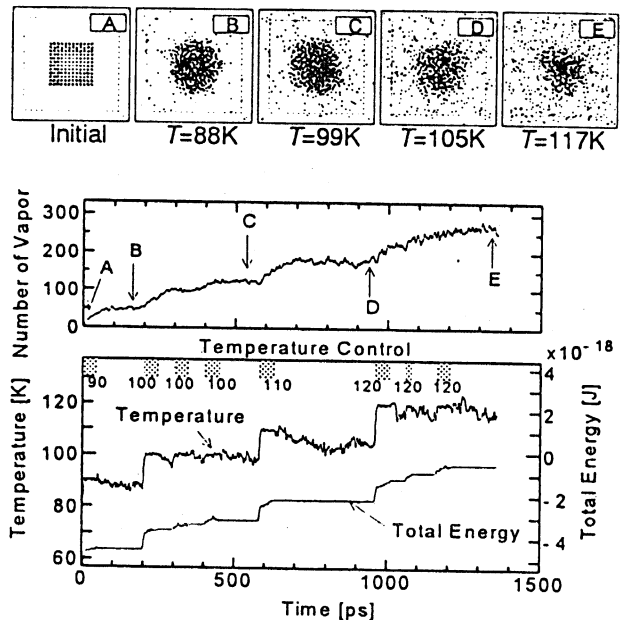 A B C D E
Initial T=88K T=99K T=105K T=117K
Number of Vapor
300
200
100
0
A
B
C
D
E
Temperature Control
90 100 100 100 110 120 120 120
Temperature [K]
120
100
80
60
Temperature
Total Energy
x10⁻¹⁸
4
2
0
-2
-4
Total Energy [J]
0 500 1000 1500
Time [ps]